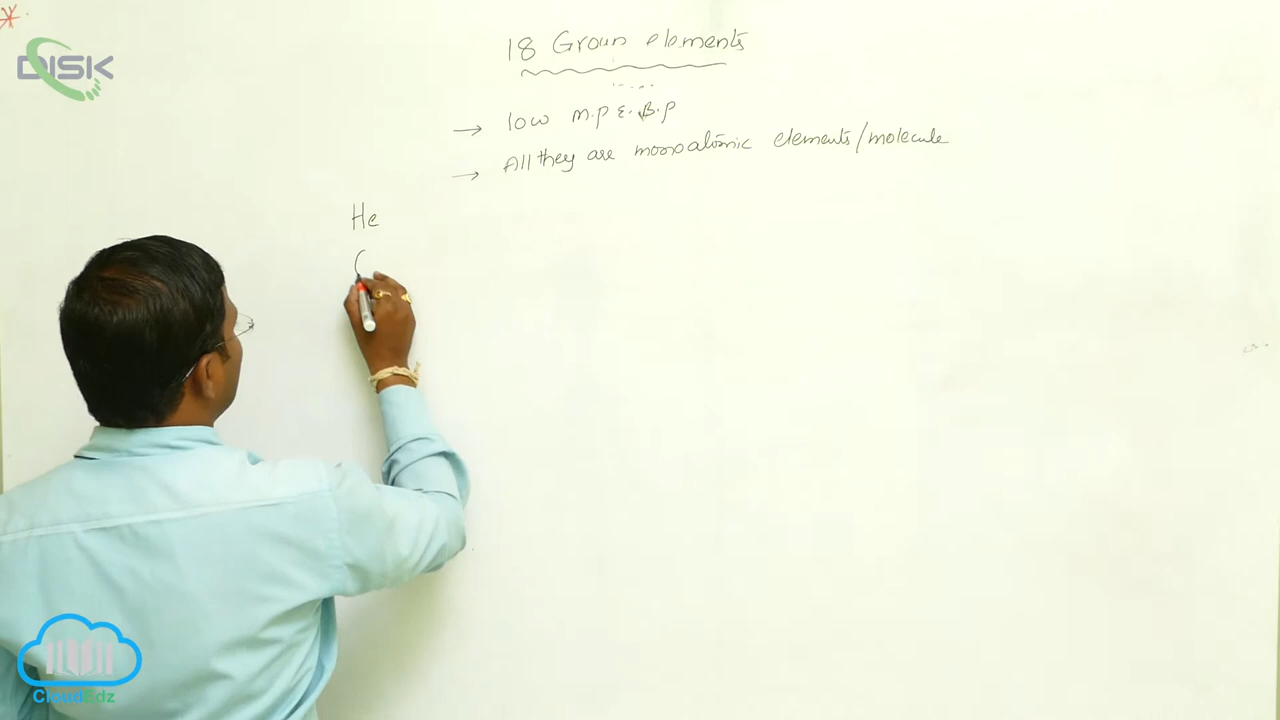 DISK
18 Group elements
→ low m.p &. B.p
→ All they are monoatomic elements/molecule
He
CloudEdz